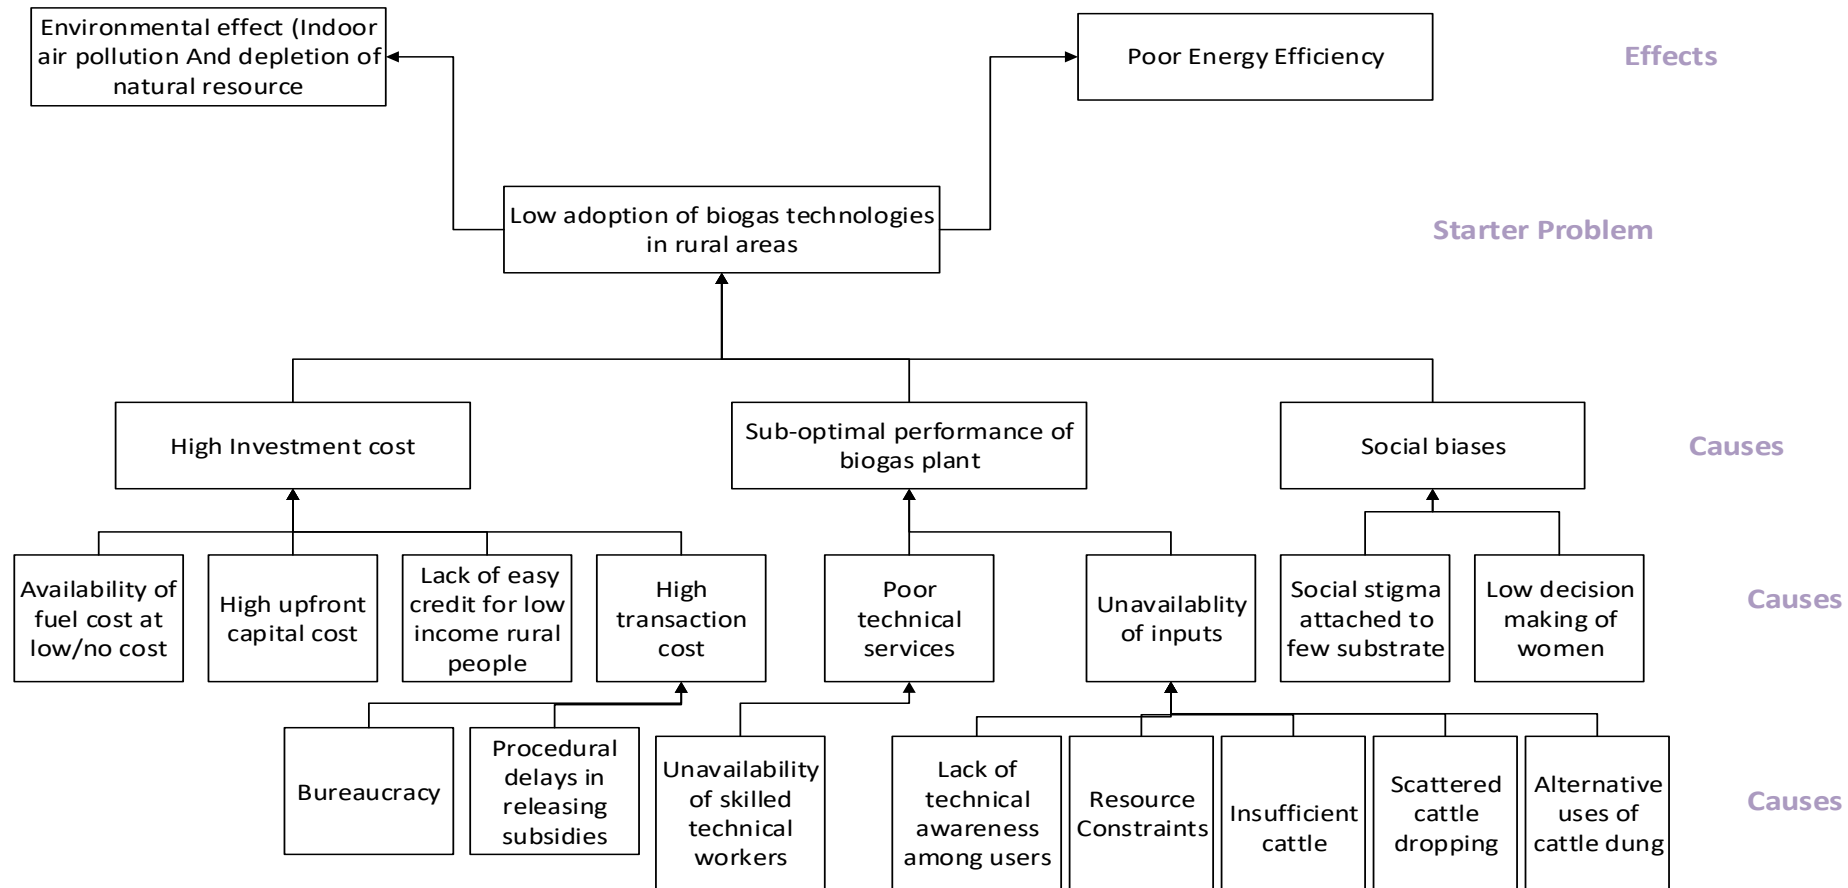 Environmental effect (Indoor
air pollution And depletion of
natural resource
Poor Energy Efficiency
Effects
Low adoption of biogas technologies
in rural areas
Starter Problem
High Investment cost
Sub-optimal performance of
biogas plant
Social biases
Causes
Availability of
fuel cost at
low/no cost
High upfront
capital cost
Lack of easy
credit for low
income rural
people
High
transaction
cost
Poor
technical
services
Unavailablity
of inputs
Social stigma
attached to
few substrate
Low decision
making of
women
Causes
Bureaucracy
Procedural
delays in
releasing
subsidies
Unavailability
of skilled
technical
workers
Lack of
technical
awareness
among users
Resource
Constraints
Insufficient
cattle
Scattered
cattle
dropping
Alternative
uses of
cattle dung
Causes